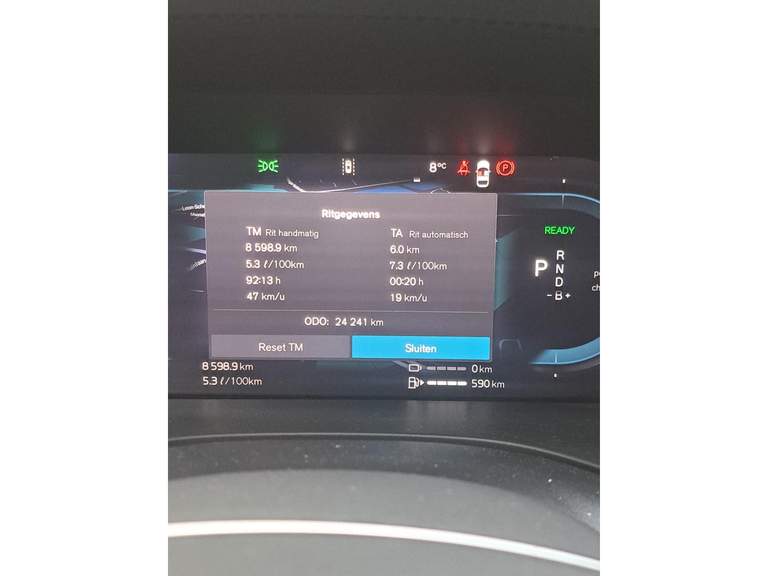 8°C
Ritgegevens
TM Rit handmatig
8 598.9 km
5.3 ℓ/100km
92:13 h
47 km/u
TA Rit automatisch
6.0 km
7.3 ℓ/100km
00:20 h
19 km/u
ODO: 24 241 km
Reset TM
Sluiten
READY
P
R
N
D
-B+
8 598.9 km
5.3 ℓ/100km
0 km
590 km